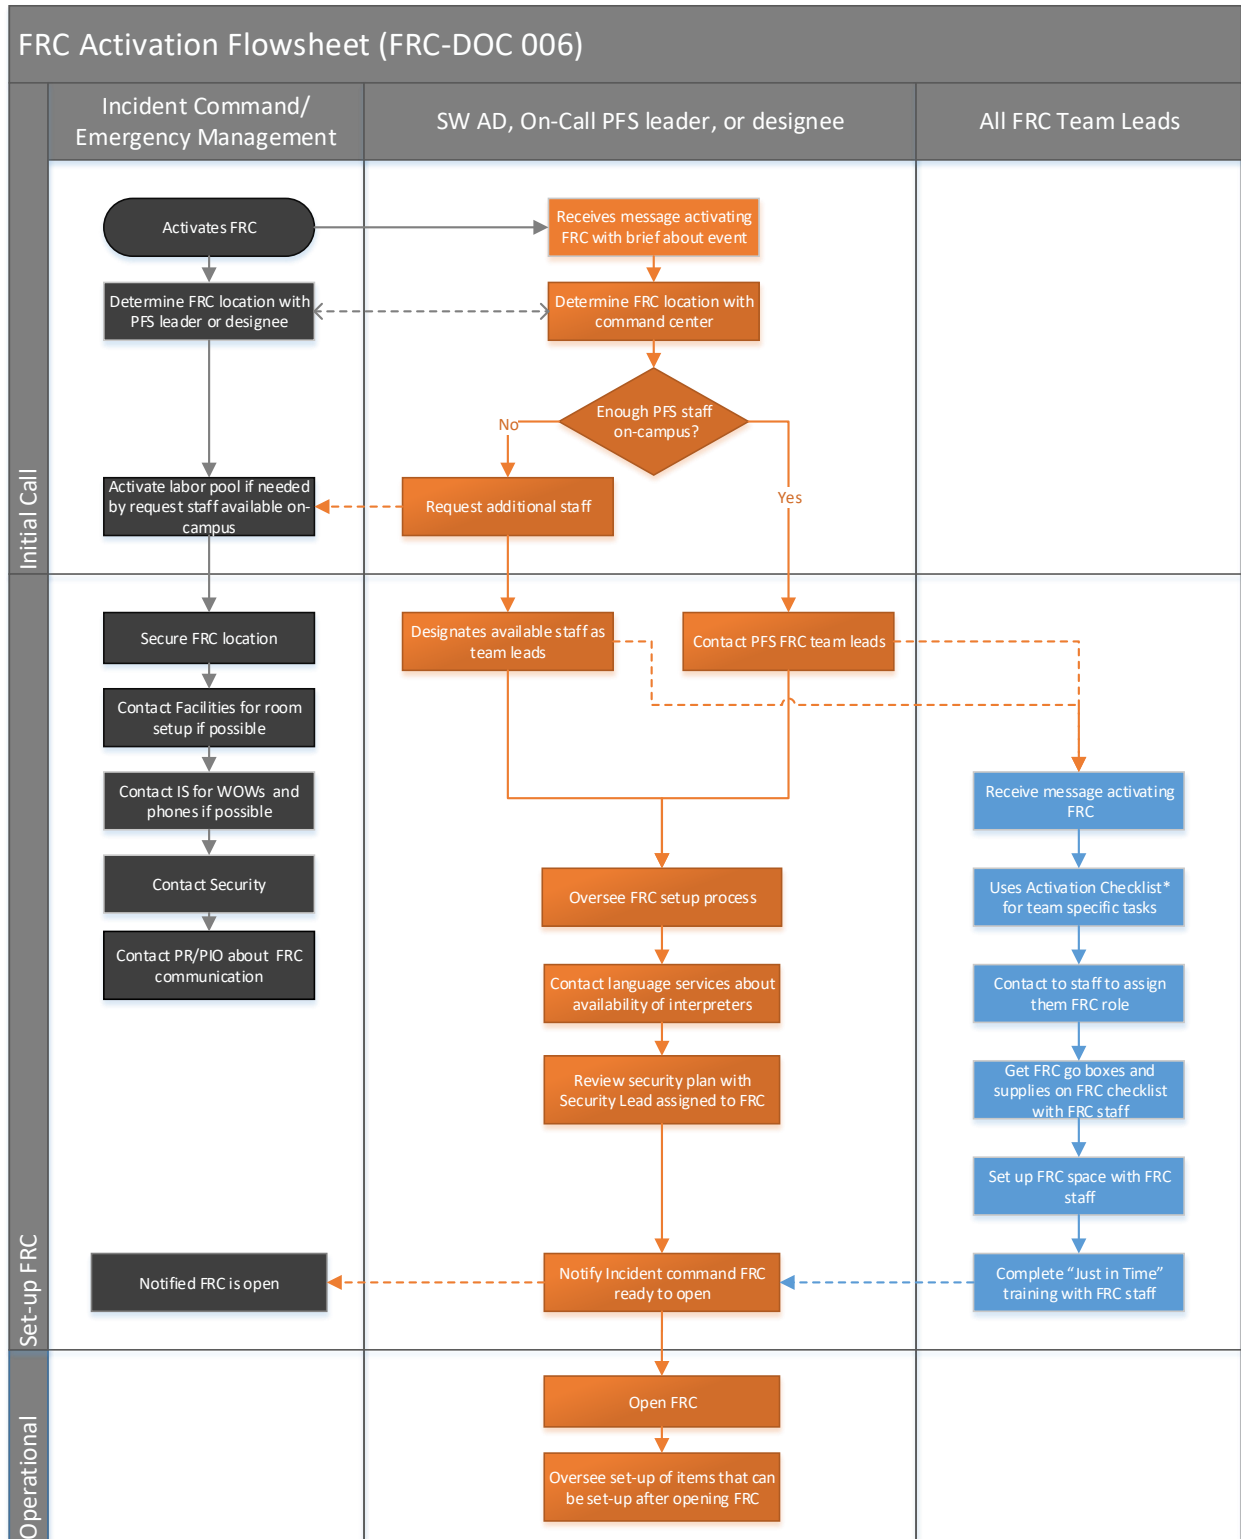 FRC Activation Flowsheet (FRC-DOC 006)
Incident Command/
Emergency Management
SW AD, On-Call PFS leader, or designee
All FRC Team Leads
Initial Call
Activates FRC
Receives message activating
FRC with brief about event
Determine FRC location with
PFS leader or designee
Determine FRC location with
command center
Enough PFS staff
on-campus?
No
Yes
Activate labor pool if needed
by request staff available on-
campus
Request additional staff
Set-up FRC
Secure FRC location
Designates available staff as
team leads
Contact PFS FRC team leads
Contact Facilities for room
setup if possible
Contact IS for WOWs and
phones if possible
Receive message activating
FRC
Contact Security
Oversee FRC setup process
Uses Activation Checklist*
for team specific tasks
Contact PR/PIO about FRC
communication
Contact language services about
availability of interpreters
Contact to staff to assign
them FRC role
Review security plan with
Security Lead assigned to FRC
Get FRC go boxes and
supplies on FRC checklist
with FRC staff
Set up FRC space with FRC
staff
Notified FRC is open
Notify Incident command FRC
ready to open
Complete “Just in Time”
training with FRC staff
Operational
Open FRC
Oversee set-up of items that can
be set-up after opening FRC